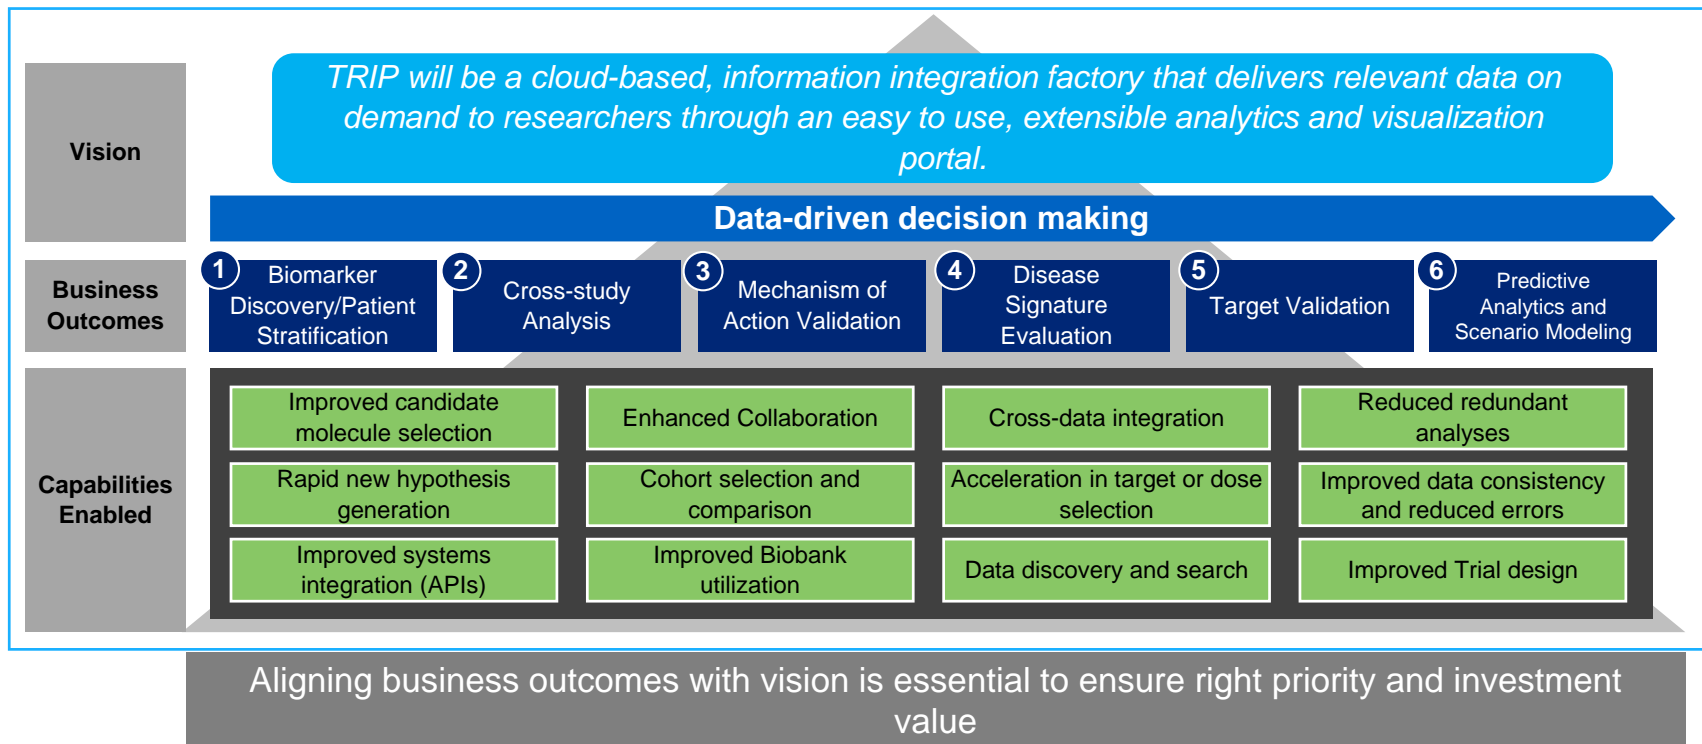 Vision
TRIP will be a cloud-based, information integration factory that delivers relevant data on
demand to researchers through an easy to use, extensible analytics and visualization
portal.
Data-driven decision making
Business
Outcomes
1
Biomarker
Discovery/Patient
Stratification
2
Cross-study
Analysis
3
Mechanism of
Action Validation
4
Disease
Signature
Evaluation
5
Target Validation
6
Predictive
Analytics and
Scenario Modeling
Capabilities
Enabled
Improved candidate
molecule selection
Enhanced Collaboration
Cross-data integration
Reduced redundant
analyses
Rapid new hypothesis
generation
Cohort selection and
comparison
Acceleration in target or dose
selection
Improved data consistency
and reduced errors
Improved systems
integration (APIs)
Improved Biobank
utilization
Data discovery and search
Improved Trial design
Aligning business outcomes with vision is essential to ensure right priority and investment
value